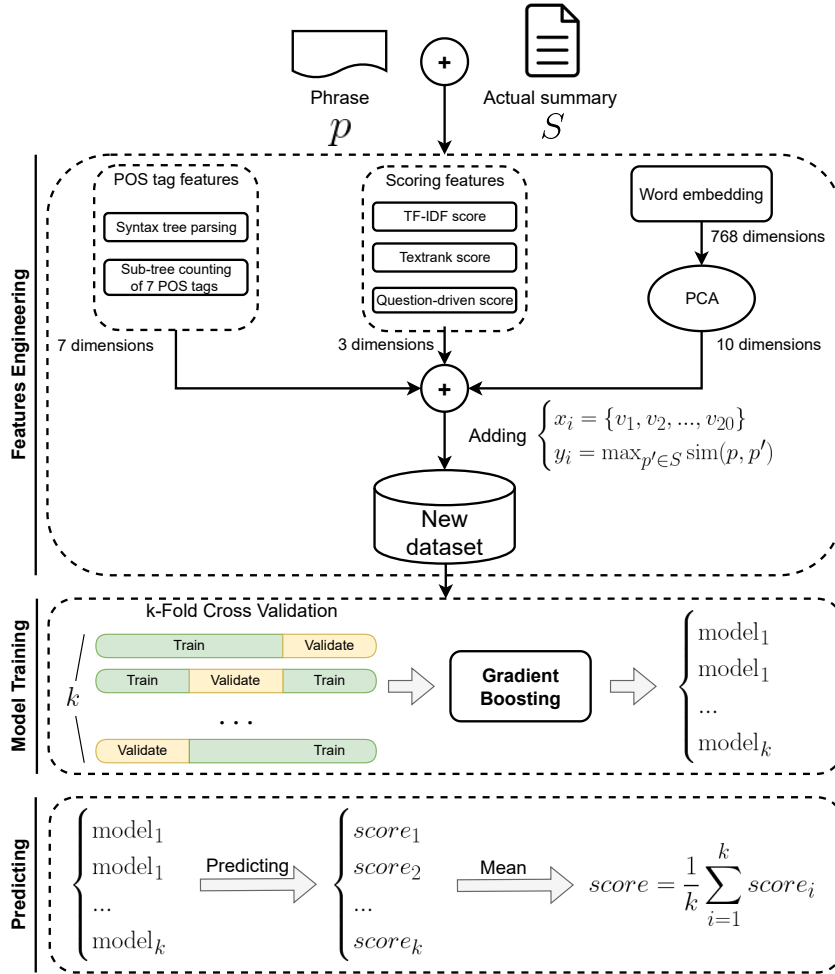 +
Phrase
p
Actual summary
S
Features Engineering
POS tag features
Syntax tree parsing
Sub-tree counting
of 7 POS tags
7 dimensions
Scoring features
TF-IDF score
Textrank score
Question-driven score
3 dimensions
Word embedding
768 dimensions
PCA
10 dimensions
+
Adding
x_i = {v_1, v_2, ..., v_20}
y_i = max_{p'∈S} sim(p, p')
New
dataset
Model Training
k-Fold Cross Validation
k
Train Validate
Train Validate Train
...
Validate Train
Gradient
Boosting
model_1
model_1
...
model_k
Predicting
model_1
model_1
...
model_k
Predicting
score_1
score_2
...
score_k
Mean
score = \frac{1}{k} \sum_{i=1}^{k} score_i